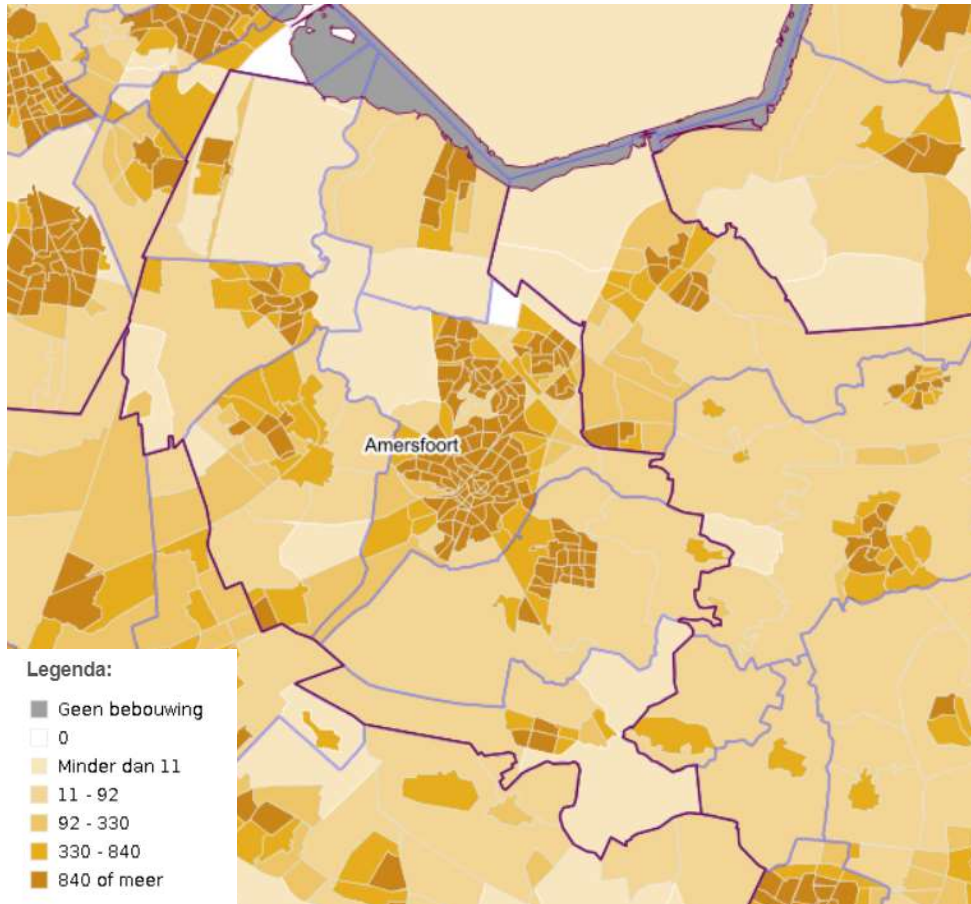 Amersfoort
Legenda:
Geen bebouwing
0
Minder dan 11
11 - 92
92 - 330
330 - 840
840 of meer